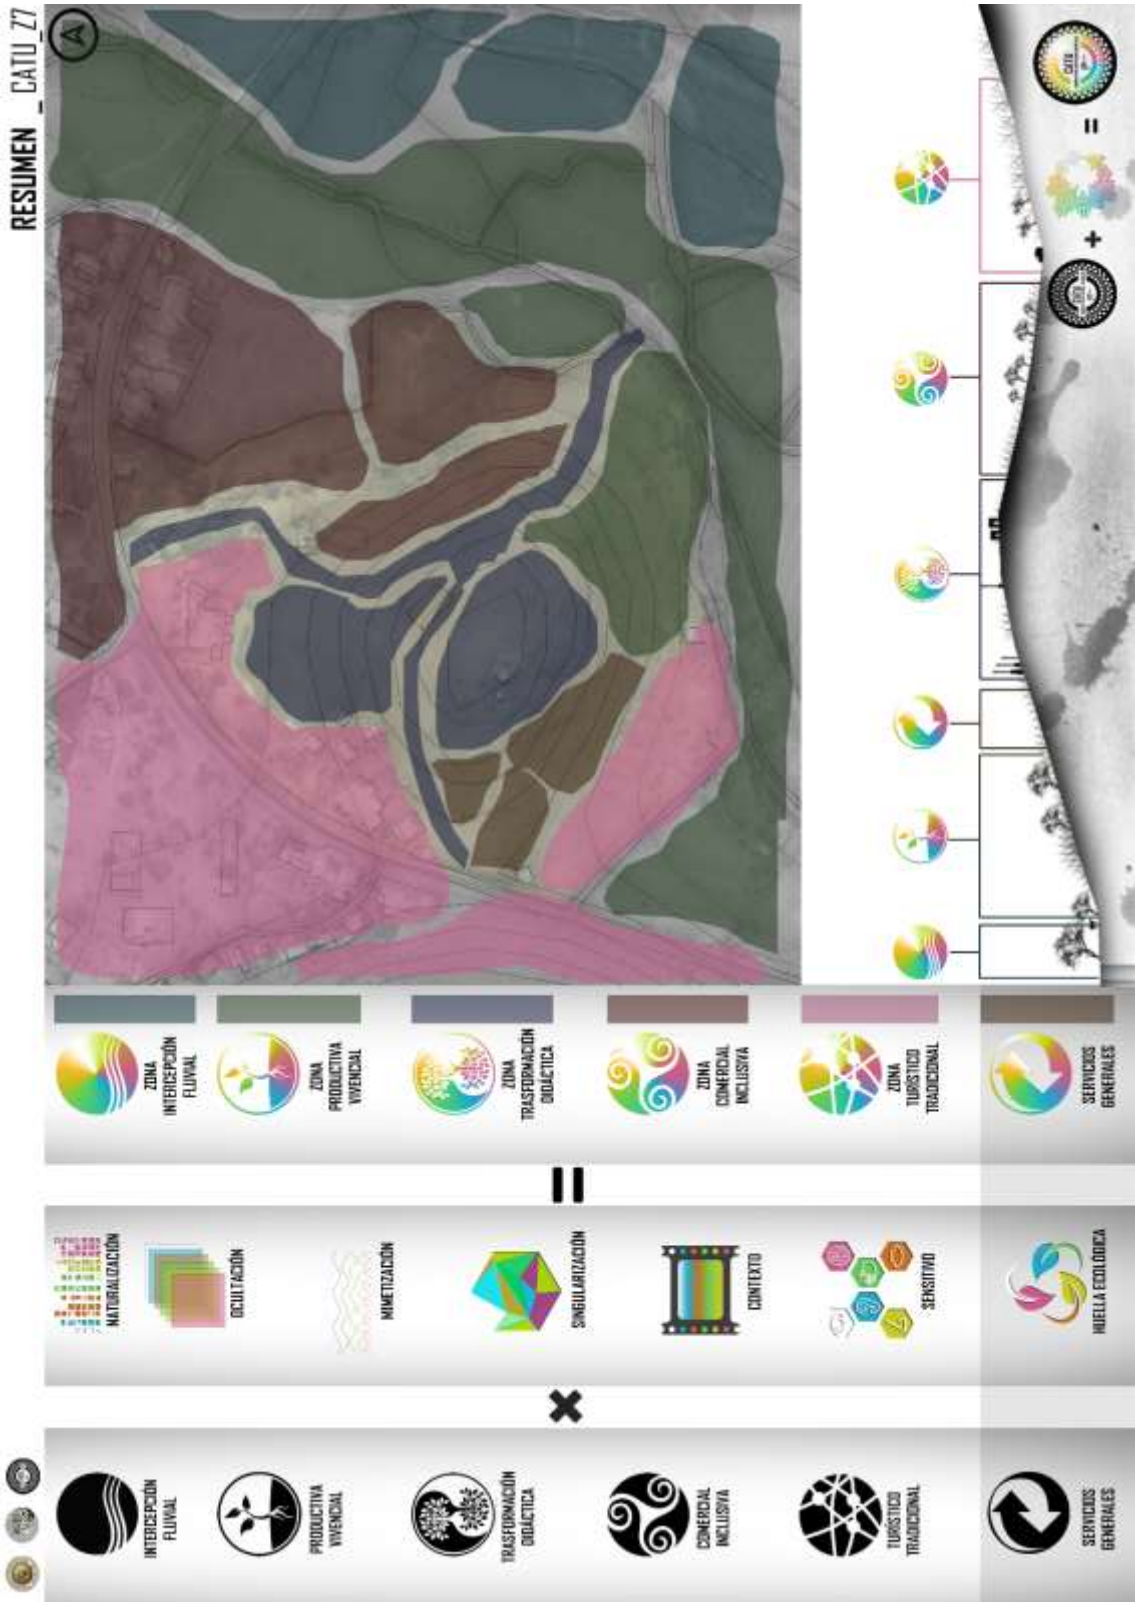 RESUMEN _ CATU_Z7
A
INTERCEPCIÓN
FLUVIAL
PRODUCTIVA
VIVENCIAL
TRASFORMACIÓN
DIDÁCTICA
COMERCIAL
INCLUSIVA
TURÍSTICO
TRADICIONAL
SERVICIOS
GENERALES
×
NATURALIZACIÓN
OCULTACIÓN
MIMETIZACIÓN
SINGULARIZACIÓN
CONTEXTO
SENSITIVO
HUELLA ECOLÓGICA
=
ZONA
INTERCEPCIÓN
FLUVIAL
ZONA
PRODUCTIVA
VIVENCIAL
ZONA
TRASFORMACIÓN
DIDÁCTICA
ZONA
COMERCIAL
INCLUSIVA
ZONA
TURÍSTICO
TRADICIONAL
SERVICIOS
GENERALES
+
=
CATU